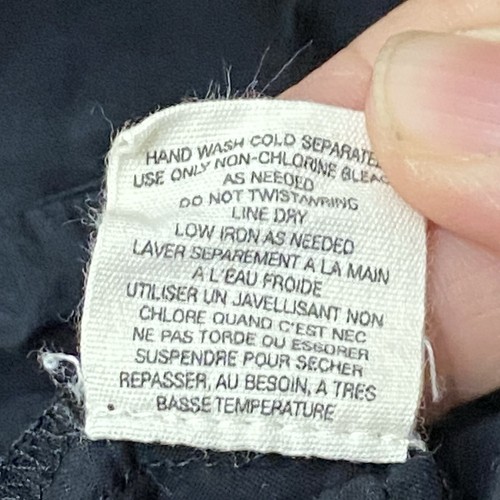 HAND WASH COLD SEPARATE
USE ONLY NON-CHLORINE BLEAC
AS NEEDED
DO NOT TWIST/WRING
LINE DRY
LOW IRON AS NEEDED
LAVER SEPAREMENT A LA MAIN
A L'EAU FROIDE
UTILISER UN JAVELLISANT NON
CHLORE QUAND C'EST NEC
NE PAS TORDE OU ESSORER
SUSPENDRE POUR SECHER
REPASSER, AU BESOIN, A TRES
BASSE TEMPERATURE